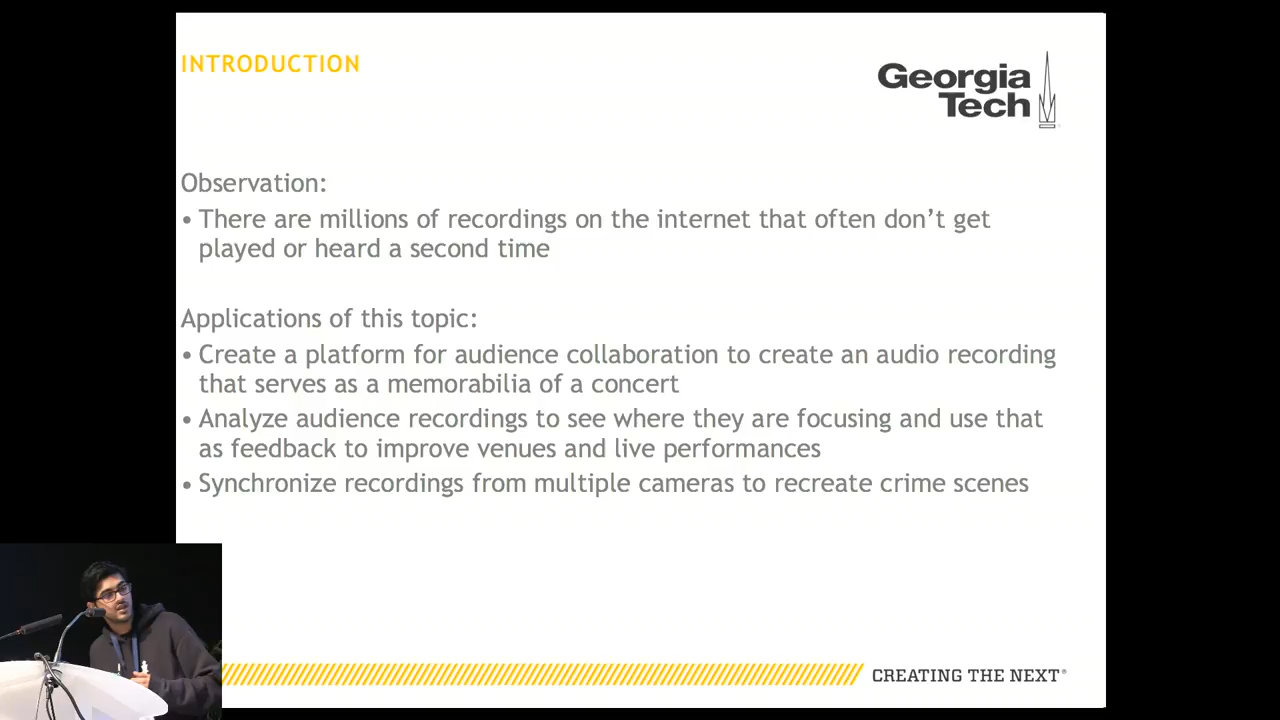 INTRODUCTION
Georgia
Tech
Observation:
• There are millions of recordings on the internet that often don’t get
played or heard a second time
Applications of this topic:
• Create a platform for audience collaboration to create an audio recording
that serves as a memorabilia of a concert
• Analyze audience recordings to see where they are focusing and use that
as feedback to improve venues and live performances
• Synchronize recordings from multiple cameras to recreate crime scenes
CREATING THE NEXT®